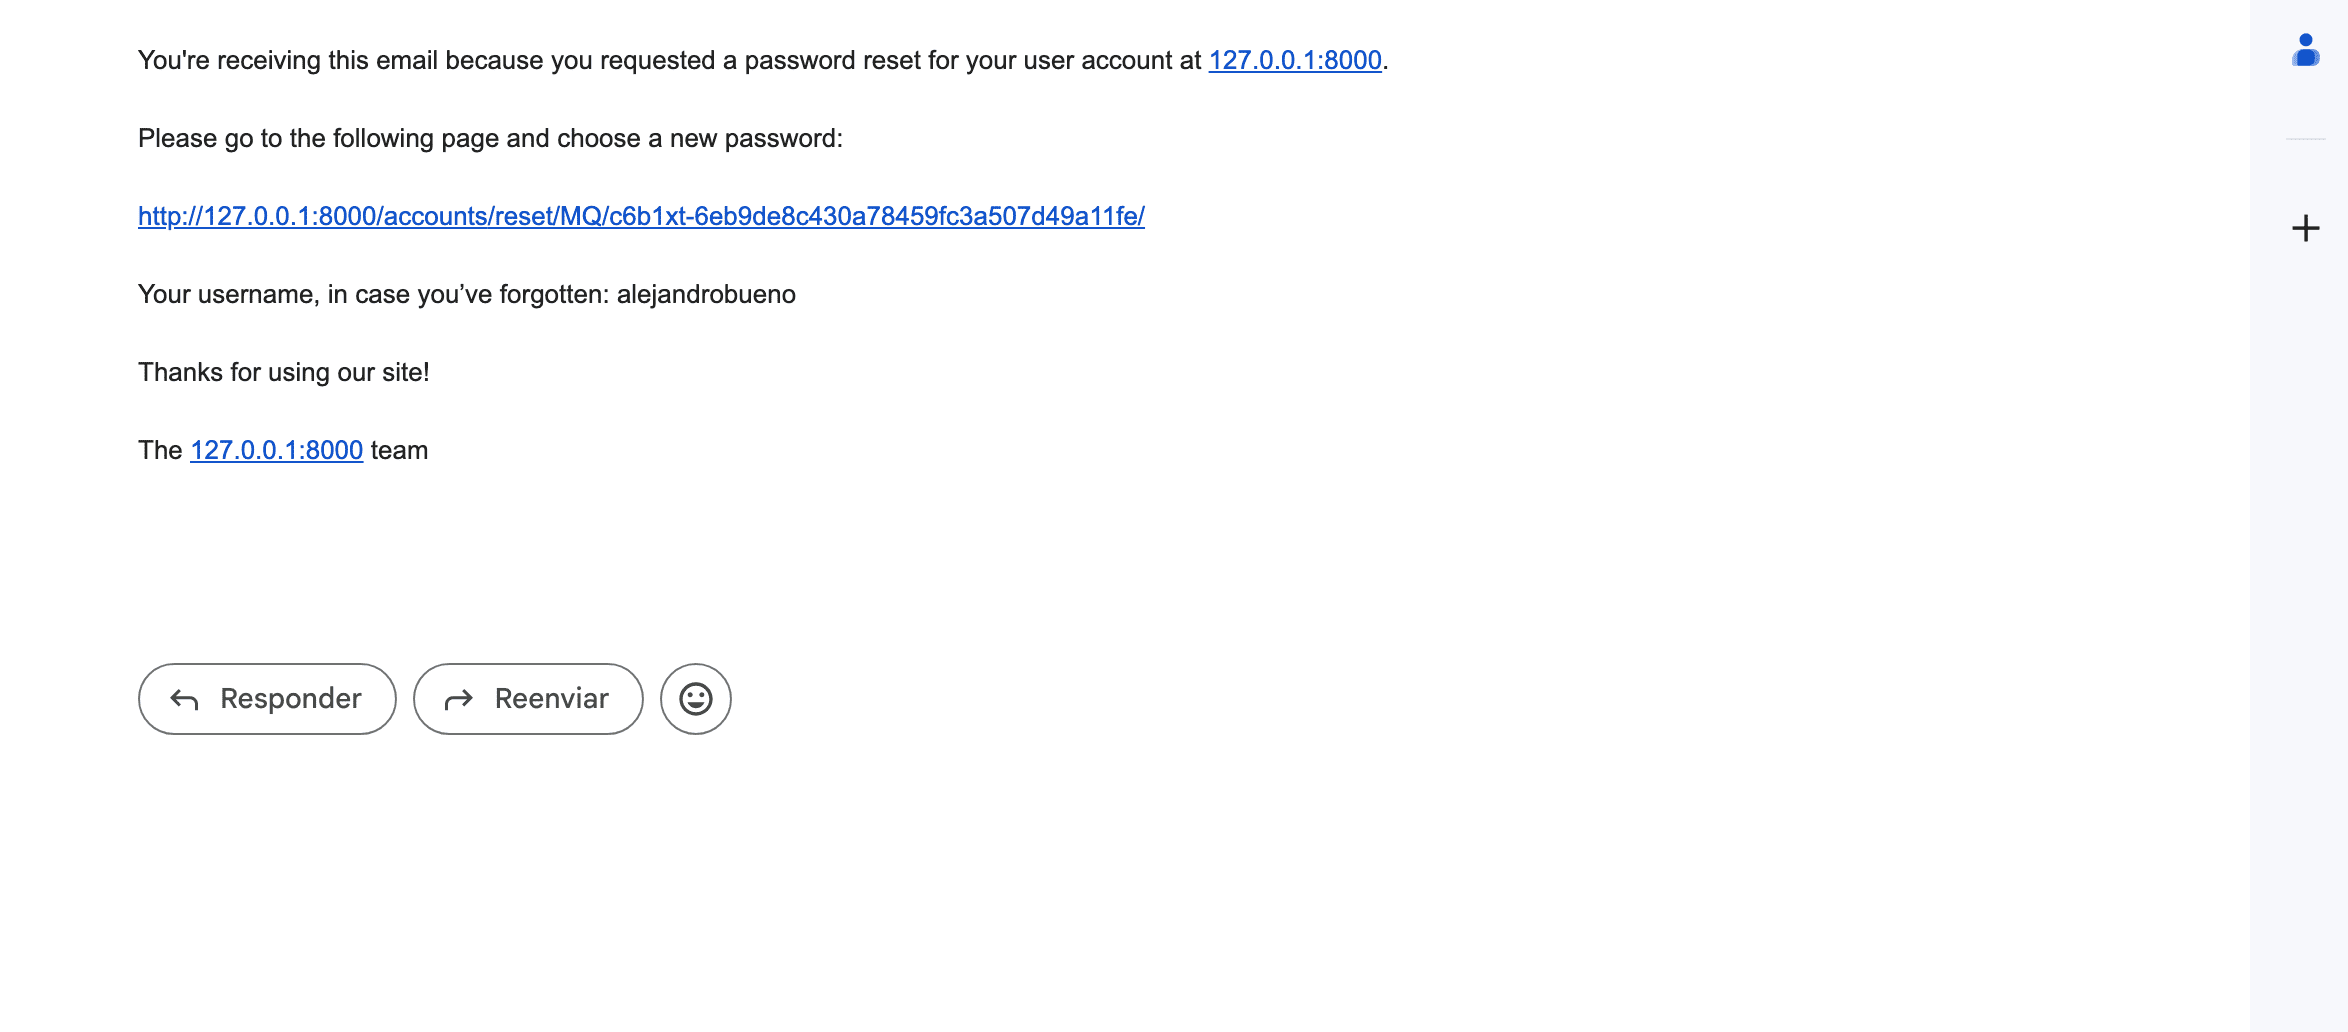 You're receiving this email because you requested a password reset for your user account at 127.0.0.1:8000.
Please go to the following page and choose a new password:
http://127.0.0.1:8000/accounts/reset/MQ/c6b1xt-6eb9de8c430a78459fc3a507d49a11fe/
Your username, in case you’ve forgotten: alejandrobueno
Thanks for using our site!
The 127.0.0.1:8000 team
Responder
Reenviar